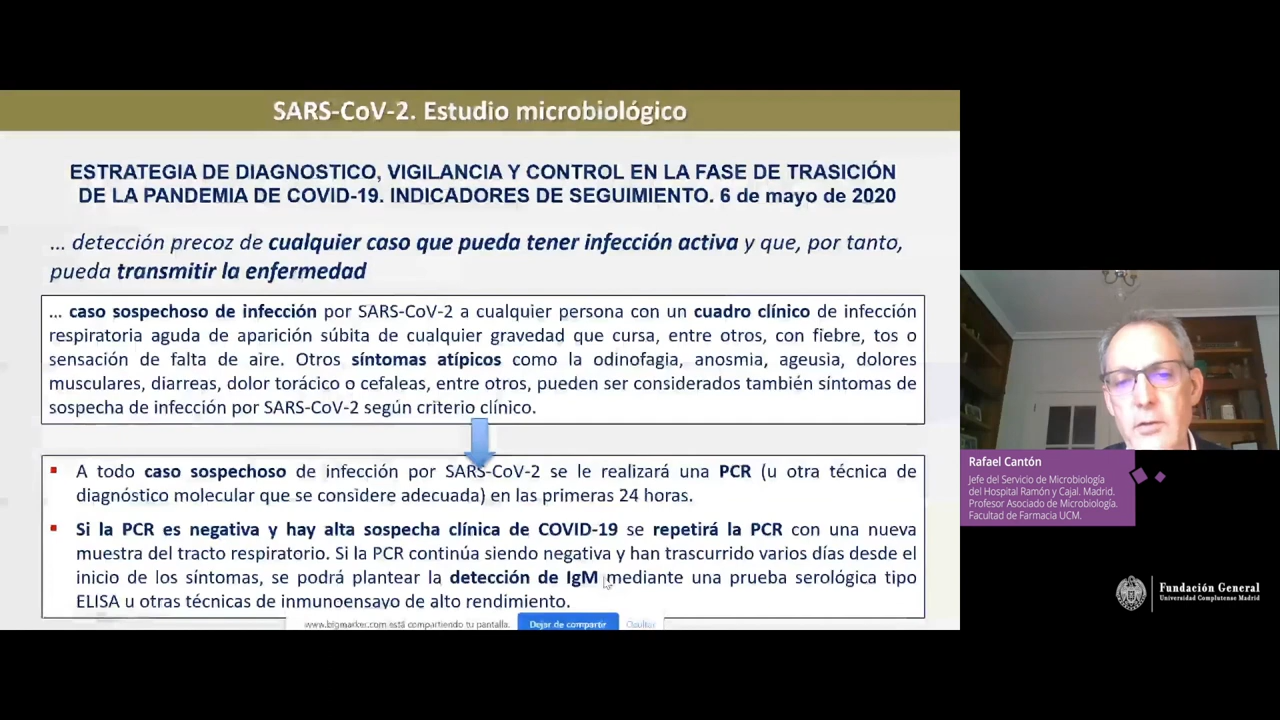 SARS-CoV-2. Estudio microbiológico
ESTRATEGIA DE DIAGNOSTICO, VIGILANCIA Y CONTROL EN LA FASE DE TRASICIÓN
DE LA PANDEMIA DE COVID-19. INDICADORES DE SEGUIMIENTO. 6 de mayo de 2020
... detección precoz de cualquier caso que pueda tener infección activa y que, por tanto,
pueda transmitir la enfermedad
... caso sospechoso de infección por SARS-CoV-2 a cualquier persona con un cuadro clínico de infección
respiratoria aguda de aparición súbita de cualquier gravedad que cursa, entre otros, con fiebre, tos o
sensación de falta de aire. Otros síntomas atípicos como la odinofagia, anosmia, ageusia, dolores
musculares, diarreas, dolor torácico o cefaleas, entre otros, pueden ser considerados también síntomas de
sospecha de infección por SARS-CoV-2 según criterio clínico.
A todo caso sospechoso de infección por SARS-CoV-2 se le realizará una PCR (u otra técnica de
diagnóstico molecular que se considere adecuada) en las primeras 24 horas.
Si la PCR es negativa y hay alta sospecha clínica de COVID-19 se repetirá la PCR con una nueva
muestra del tracto respiratorio. Si la PCR continúa siendo negativa y han trascurrido varios días desde el
inicio de los síntomas, se podrá plantear la detección de IgM mediante una prueba serológica tipo
ELISA u otras técnicas de inmunoensayo de alto rendimiento.
www.bigmarker.com está compartiendo tu pantalla.
Dejar de compartir
Ocultar
Rafael Cantón
Jefe del Servicio de Microbiología
del Hospital Ramón y Cajal. Madrid.
Profesor Asociado de Microbiología.
Facultad de Farmacia UCM.
Fundación General
Universidad Complutense Madrid